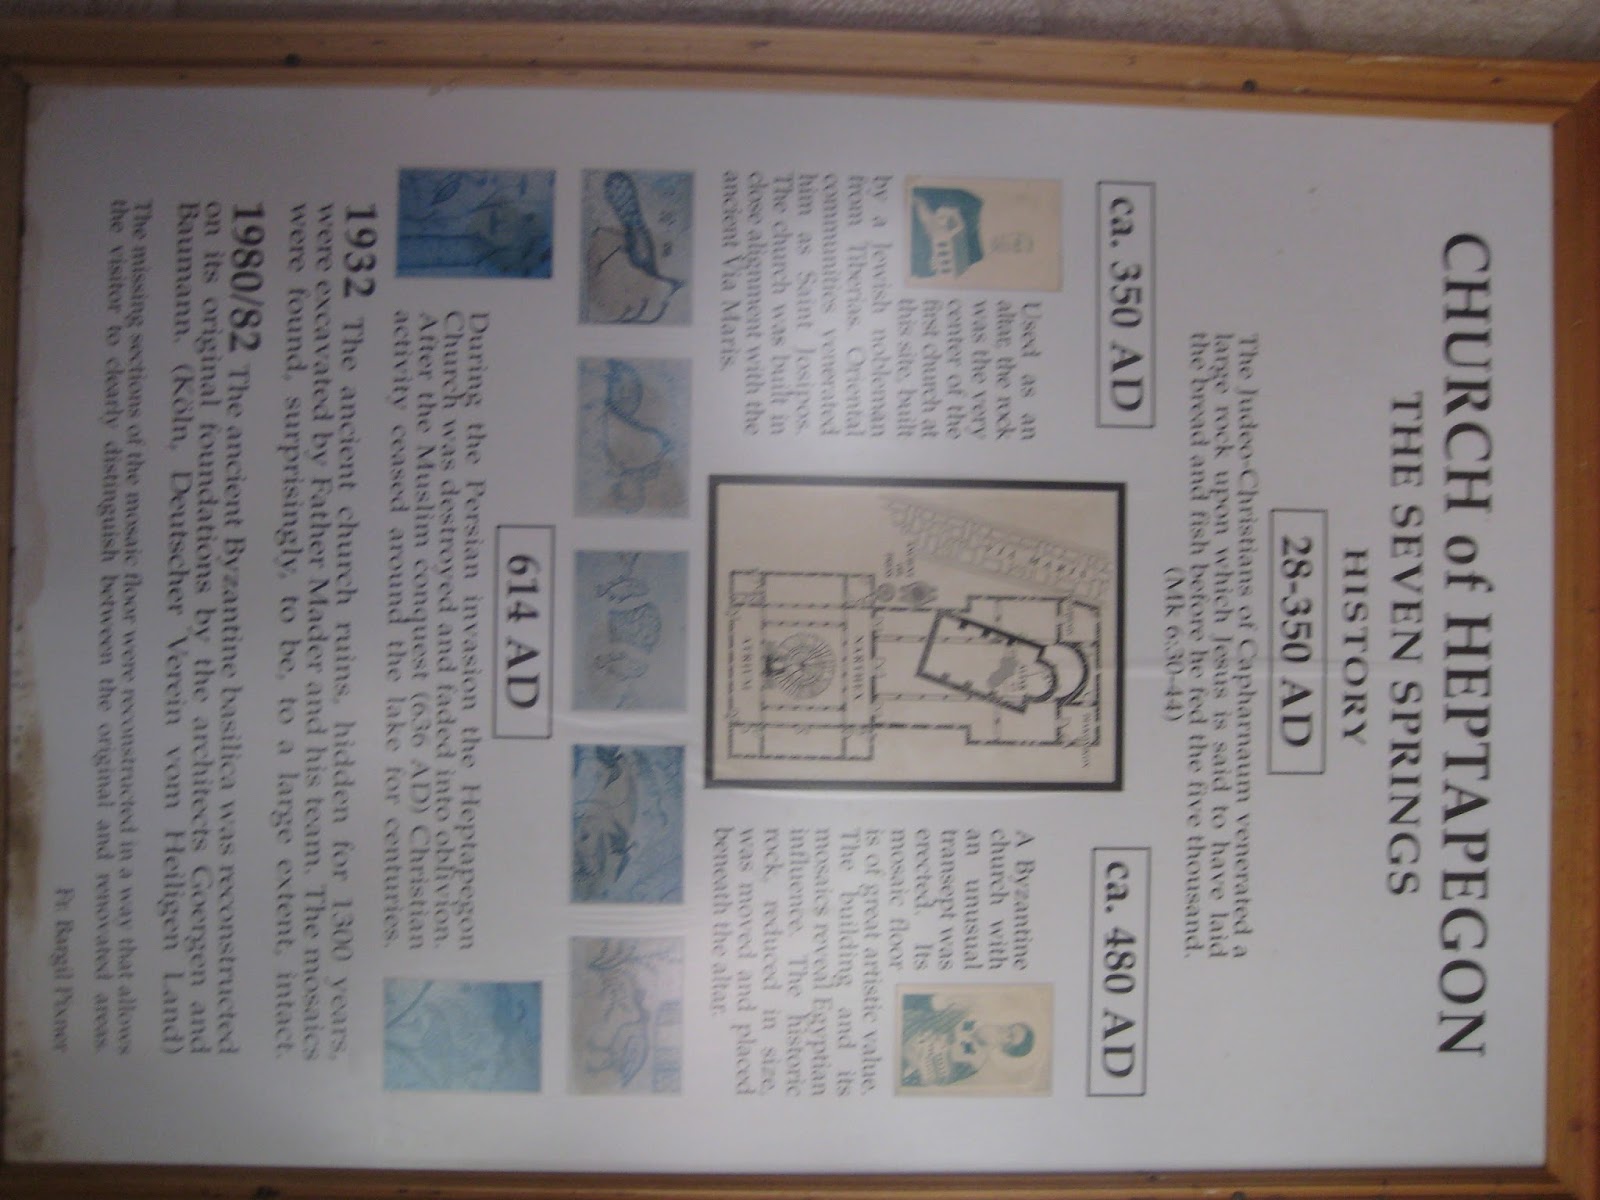 CHURCH of HEPTAPEGON
THE SEVEN SPRINGS
HISTORY
28-350 AD
The Judeo-Christians of Capharnaum venerated a
large rock upon which Jesus is said to have laid
the bread and fish before he fed the five thousand.
(Mk 6.30-44)
ca. 350 AD
Used as an
altar, the rock
was the very
center of the
first church at
this site, built
by a Jewish nobleman
from Tiberias. Oriental
communities venerated
him as Saint Josipos.
The church was built in
close alignment with the
ancient Via Maris.
VIA MARIS
NARTHEX
ATRIUM
DIAKONIKON
ca. 480 AD
A Byzantine
church with
an unusual
transept was
erected. Its
mosaic floor
is of great artistic value.
The building and its
mosaics reveal Egyptian
influence. The historic
rock, reduced in size,
was moved and placed
beneath the altar.
614 AD
During the Persian invasion the Heptapegon
Church was destroyed and faded into oblivion.
After the Muslim conquest (636 AD) Christian
activity ceased around the lake for centuries.
1932 The ancient church ruins, hidden for 1300 years,
were excavated by Father Mader and his team. The mosaics
were found, surprisingly, to be, to a large extent, intact.
1980/82 The ancient Byzantine basilica was reconstructed
on its original foundations by the architects Goergen and
Baumann. (Köln, Deutscher Verein vom Heiligen Land)
The missing sections of the mosaic floor were reconstructed in a way that allows
the visitor to clearly distinguish between the original and renovated areas.
Fr. Bargil Pixner